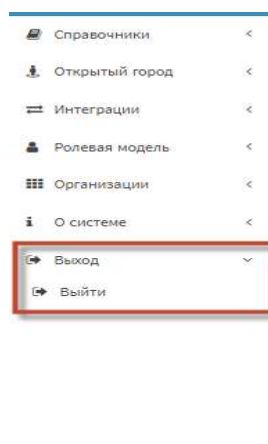 Справочники
Открытый город
Интеграции
Ролевая модель
Организации
О системе
Выход
Выйти